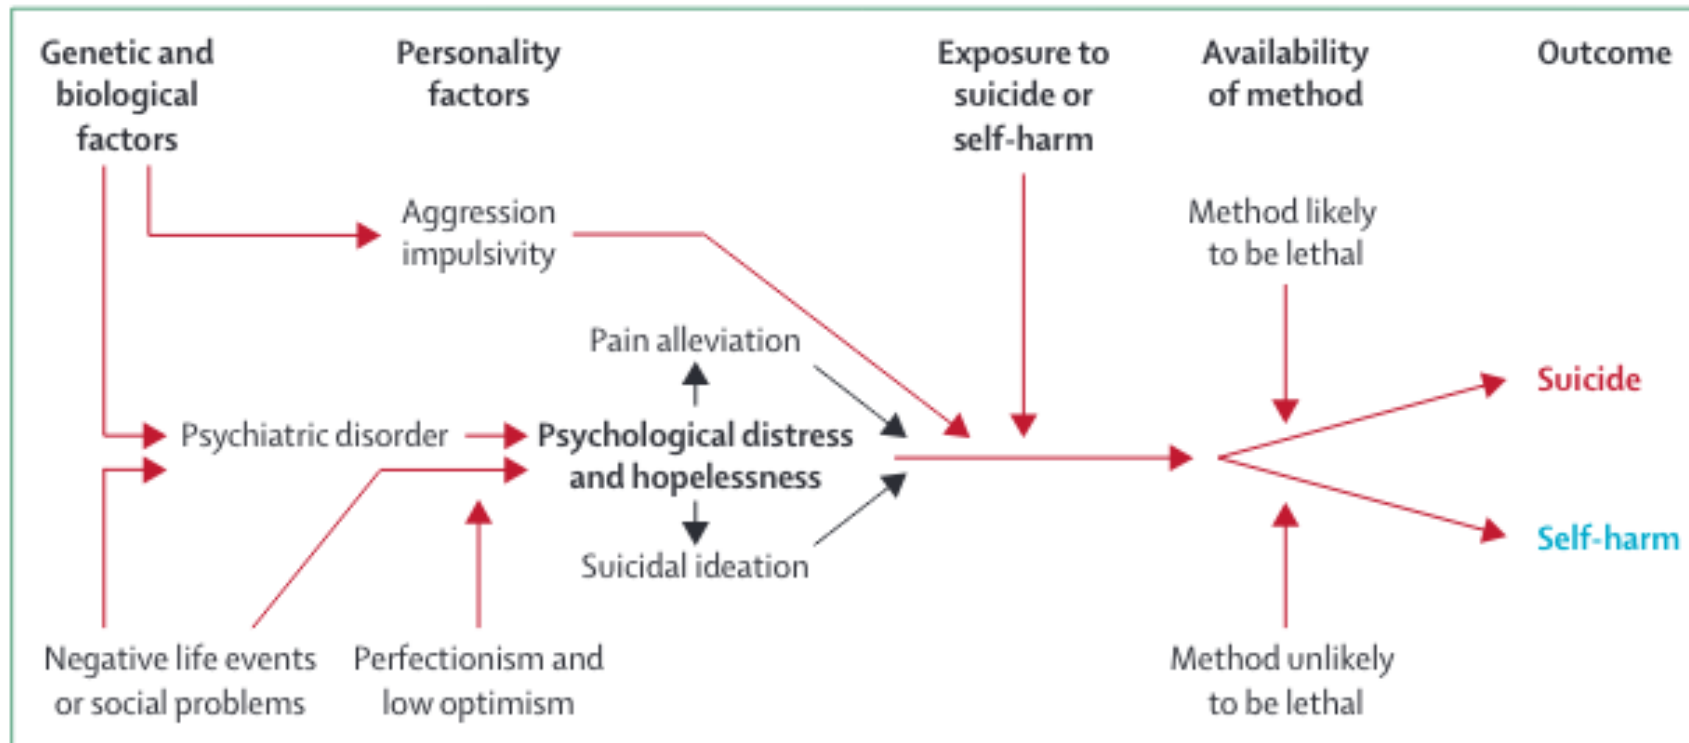 Genetic and
biological
factors
Personality
factors
Exposure to
suicide or
self-harm
Availability
of method
Outcome
Aggression
impulsivity
Method likely
to be lethal
Pain alleviation
Suicide
Psychiatric disorder
Psychological distress
and hopelessness
Self-harm
Suicidal ideation
Negative life events
or social problems
Perfectionism and
low optimism
Method unlikely
to be lethal